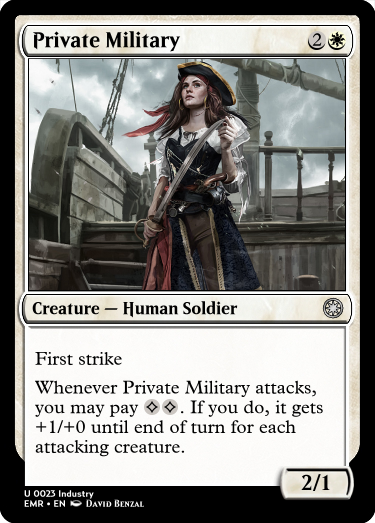 Private Military 2
Creature — Human Soldier
First strike
Whenever Private Military attacks,
you may pay . If you do, it gets
+1/+0 until end of turn for each
attacking creature.
2/1
U 0023 Industry
EMR • EN David Benzal